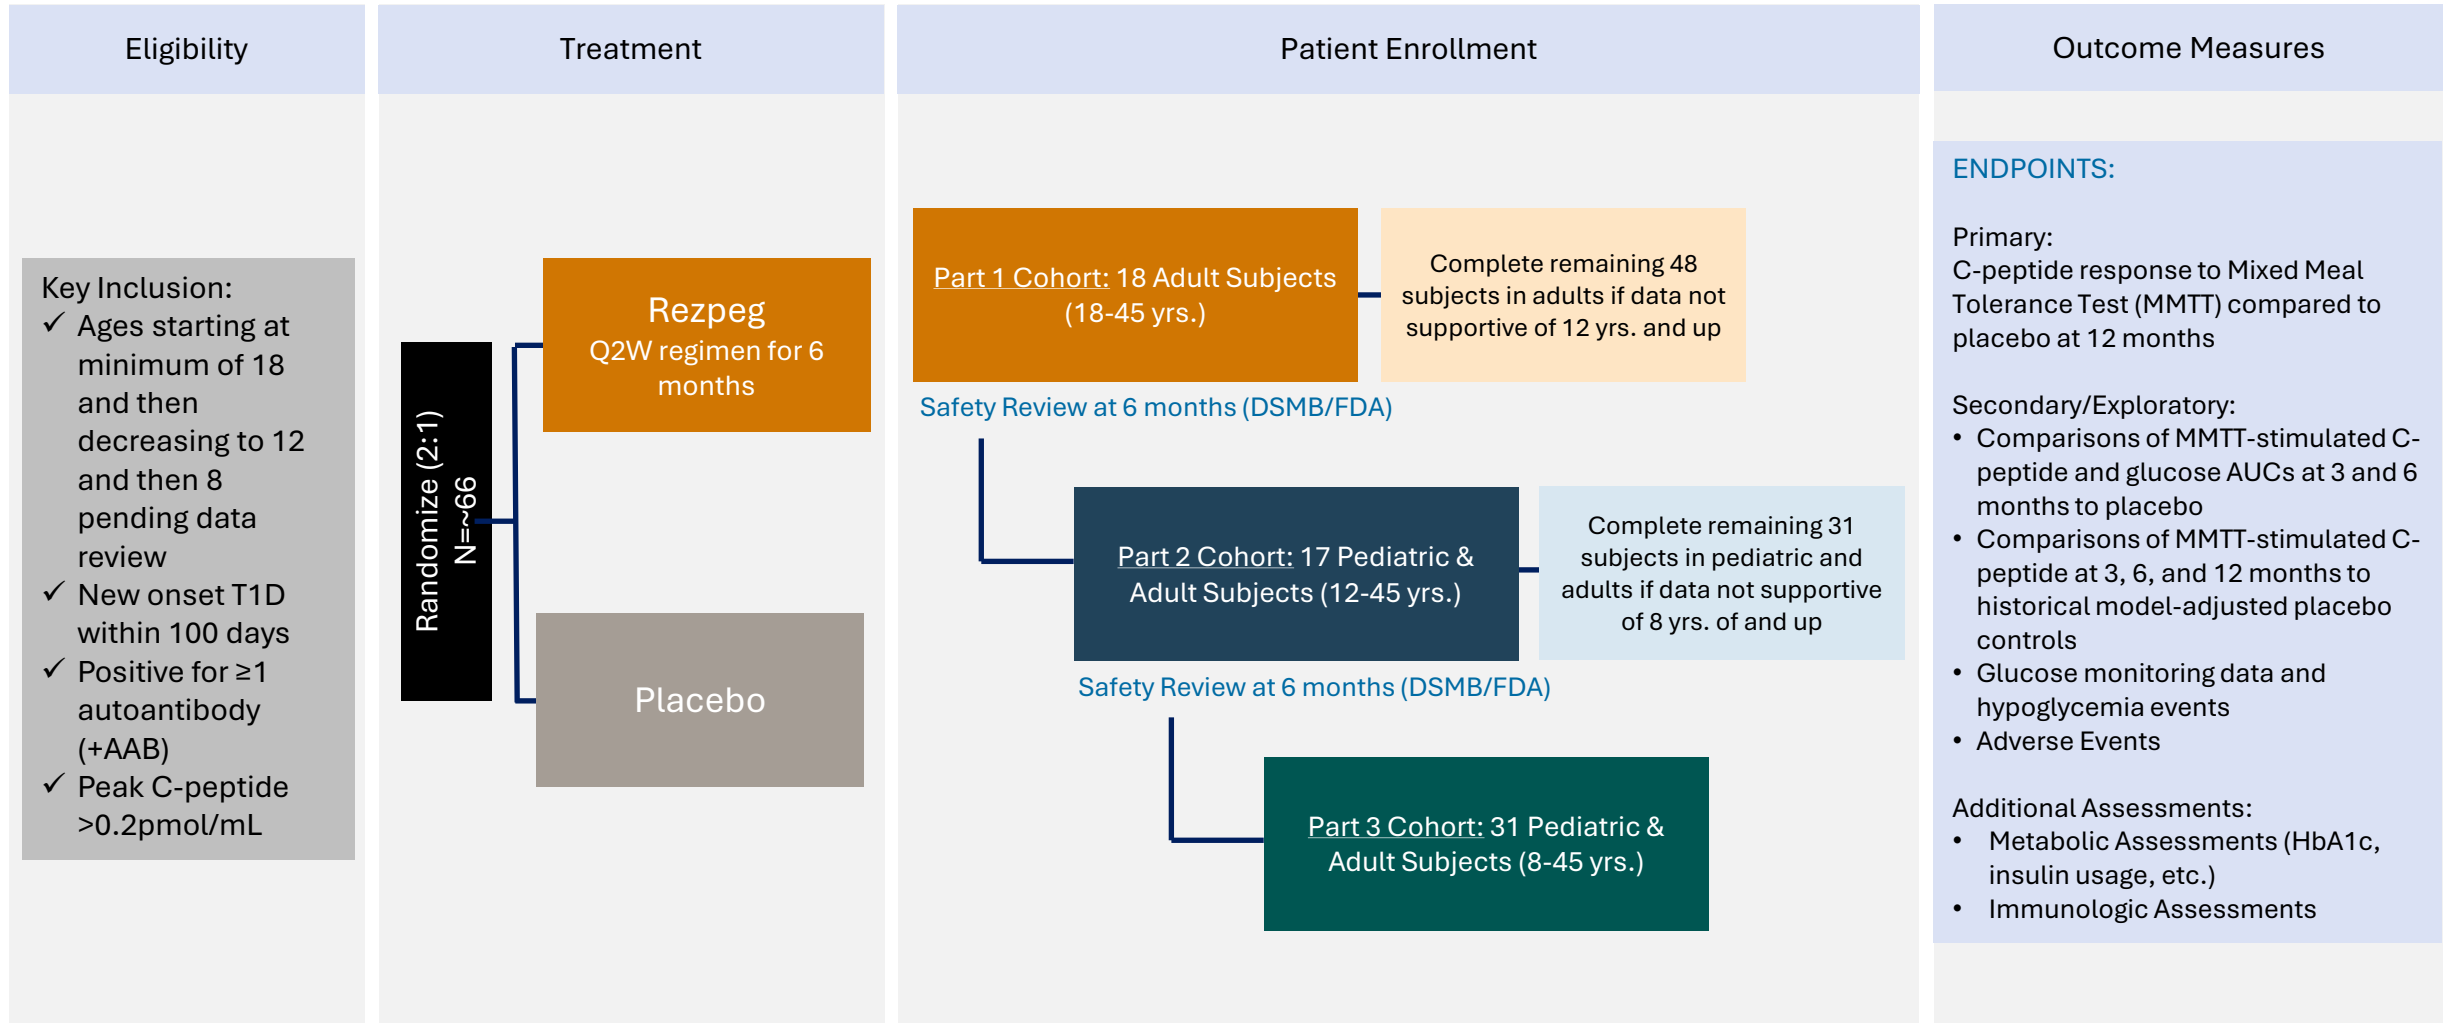 Eligibility
Treatment
Patient Enrollment
Outcome Measures
Key Inclusion:
✓ Ages starting at
minimum of 18
and then
decreasing to 12
and then 8
pending data
review
✓ New onset T1D
within 100 days
✓ Positive for ≥1
autoantibody
(+AAB)
✓ Peak C-peptide
>0.2pmol/mL
Randomize (2:1)
N=~66
Rezpeg
Q2W regimen for 6
months
Placebo
Part 1 Cohort: 18 Adult Subjects
(18-45 yrs.)
Complete remaining 48
subjects in adults if data not
supportive of 12 yrs. and up
Safety Review at 6 months (DSMB/FDA)
Part 2 Cohort: 17 Pediatric &
Adult Subjects (12-45 yrs.)
Complete remaining 31
subjects in pediatric and
adults if data not supportive
of 8 yrs. of and up
Safety Review at 6 months (DSMB/FDA)
Part 3 Cohort: 31 Pediatric &
Adult Subjects (8-45 yrs.)
ENDPOINTS:
Primary:
C-peptide response to Mixed Meal
Tolerance Test (MMTT) compared to
placebo at 12 months
Secondary/Exploratory:
• Comparisons of MMTT-stimulated C-
peptide and glucose AUCs at 3 and 6
months to placebo
• Comparisons of MMTT-stimulated C-
peptide at 3, 6, and 12 months to
historical model-adjusted placebo
controls
• Glucose monitoring data and
hypoglycemia events
• Adverse Events
Additional Assessments:
• Metabolic Assessments (HbA1c,
insulin usage, etc.)
• Immunologic Assessments